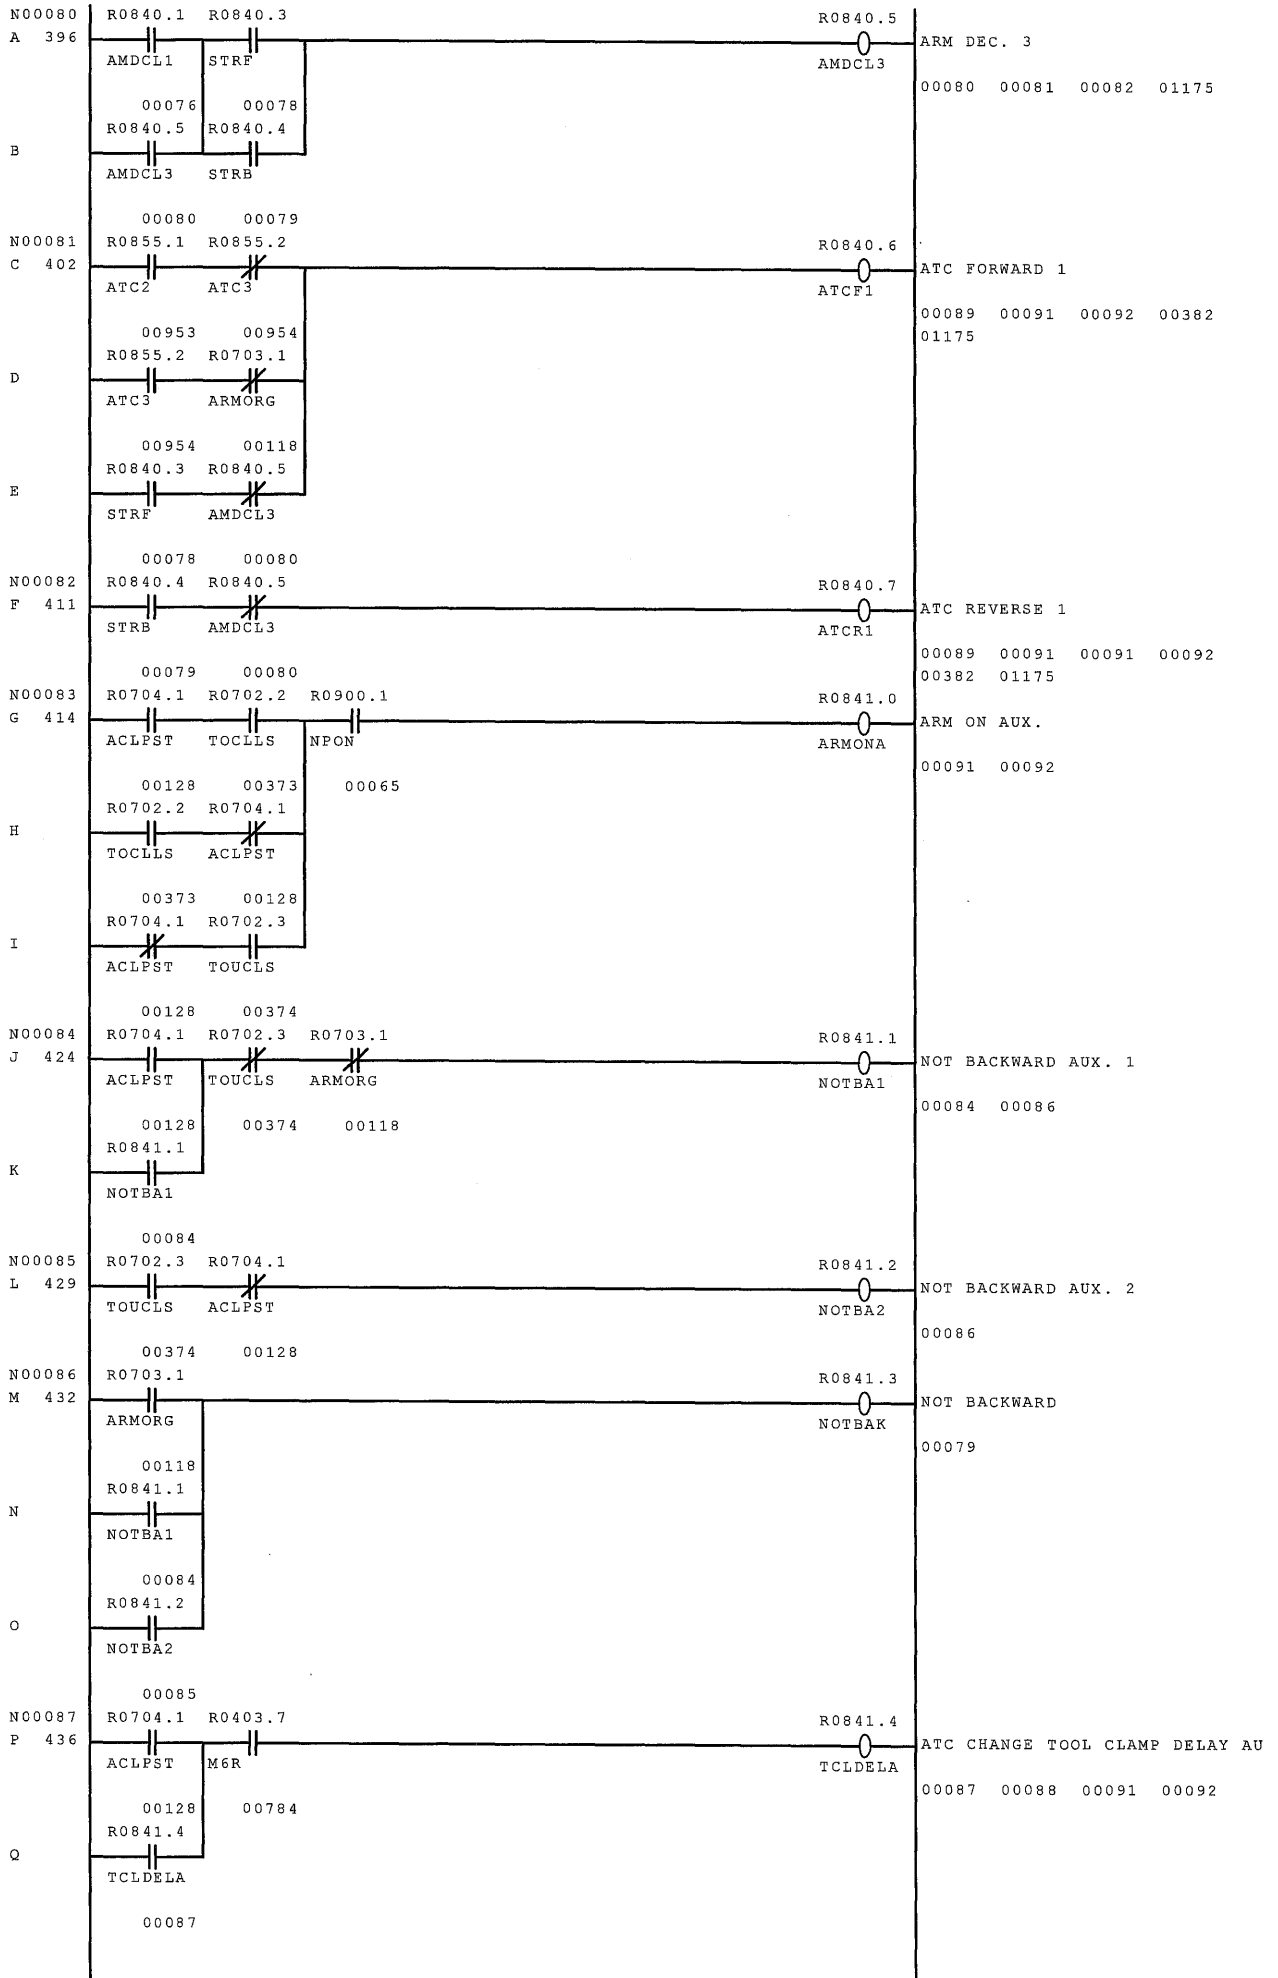 N00080 R0840.1 R0840.3 R0840.5
A 396 ARM DEC. 3
AMDCL1 STRF AMDCL3
00080 00081 00082 01175
00076 00078
R0840.5 R0840.4
B
AMDCL3 STRB
00080 00079
N00081 R0855.1 R0855.2 R0840.6
C 402 ATC FORWARD 1
ATC2 ATC3 ATCF1
00089 00091 00092 00382
00953 00954 01175
R0855.2 R0703.1
D
ATC3 ARMORG
00954 00118
R0840.3 R0840.5
E
STRF AMDCL3
00078 00080
N00082 R0840.4 R0840.5 R0840.7
F 411 ATC REVERSE 1
STRB AMDCL3 ATCR1
00089 00091 00091 00092
00079 00080 00382 01175
N00083 R0704.1 R0702.2 R0900.1 R0841.0
G 414 ARM ON AUX.
ACLPST TOCLLS NPON ARMONA
00091 00092
00128 00373 00065
R0702.2 R0704.1
H
TOCLLS ACLPST
00373 00128
R0704.1 R0702.3
I
ACLPST TOUCLS
00128 00374
N00084 R0704.1 R0702.3 R0703.1 R0841.1
J 424 NOT BACKWARD AUX. 1
ACLPST TOUCLS ARMORG NOTBA1
00084 00086
00128 00374 00118
R0841.1
K
NOTBA1
00084
N00085 R0702.3 R0704.1 R0841.2
L 429 NOT BACKWARD AUX. 2
TOUCLS ACLPST NOTBA2
00086
00374 00128
N00086 R0703.1 R0841.3
M 432 NOT BACKWARD
ARMORG NOTBAK
00079
00118
R0841.1
N
NOTBA1
00084
R0841.2
O
NOTBA2
00085
N00087 R0704.1 R0403.7 R0841.4
P 436 ATC CHANGE TOOL CLAMP DELAY AU
ACLPST M6R TCLDELA
00087 00088 00091 00092
00128 00784
R0841.4
Q
TCLDELA
00087